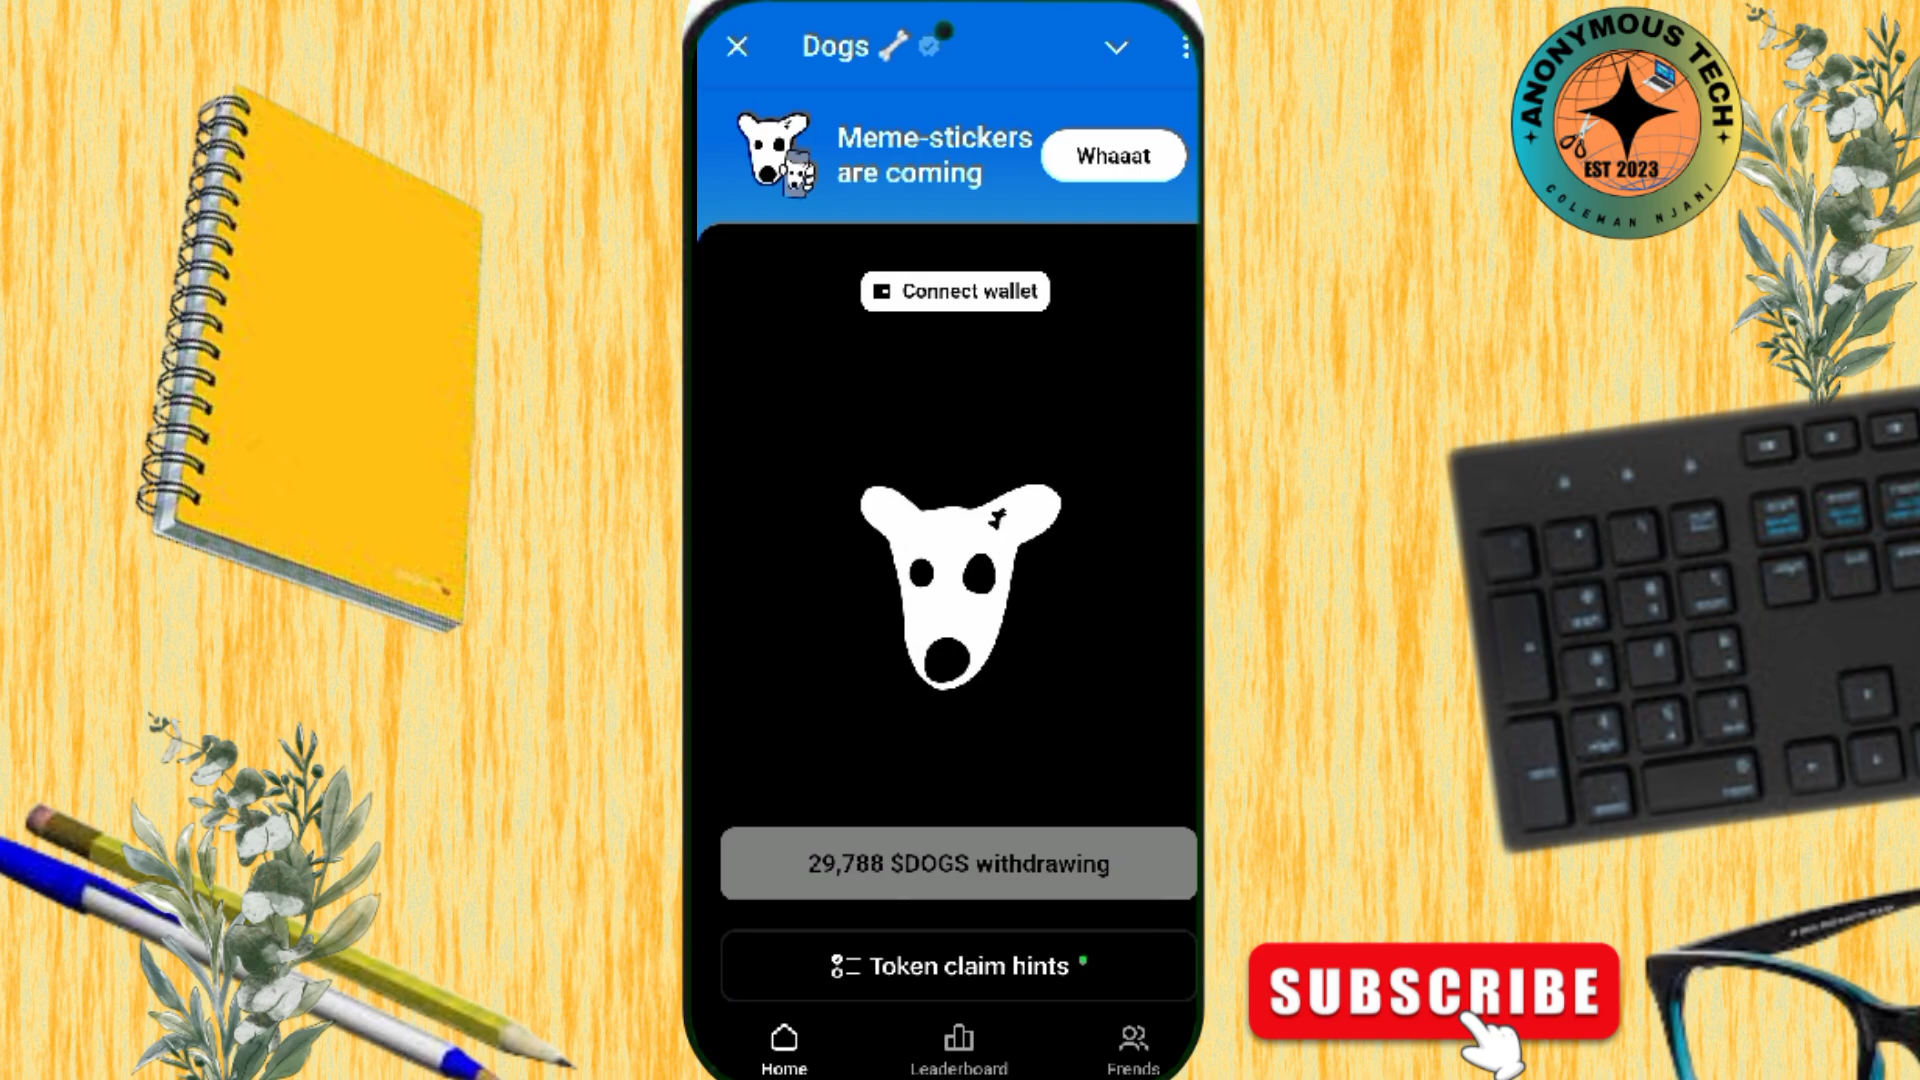 Dogs
Meme-stickers
are coming
Whaaat
Connect wallet
29,788 $DOGS withdrawing
Token claim hints
Home
Leaderboard
Frends
ANONYMOUS TECH
EST 2023
COLEMAN NJANI
SUBSCRIBE